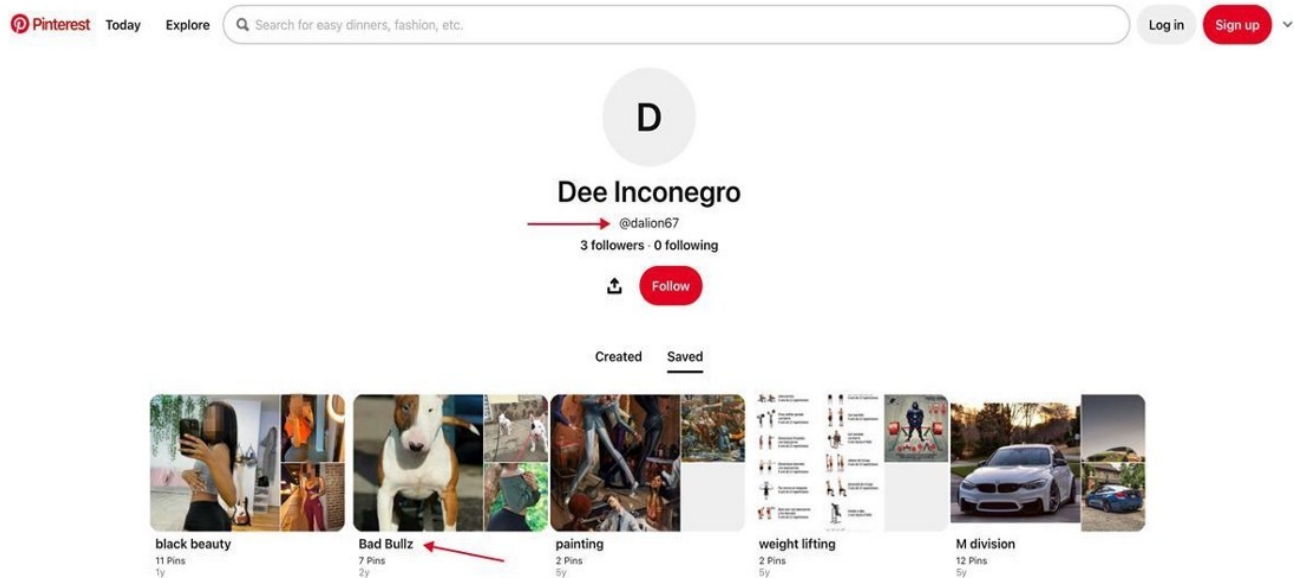 Pinterest Today Explore Search for easy dinners, fashion, etc. Log in Sign up
D
Dee Inconegro
@dalion67
3 followers · 0 following
Follow
Created Saved
black beauty
11 Pins
1y
Bad Bullz
7 Pins
2y
painting
2 Pins
5y
weight lifting
2 Pins
5y
M division
12 Pins
5y